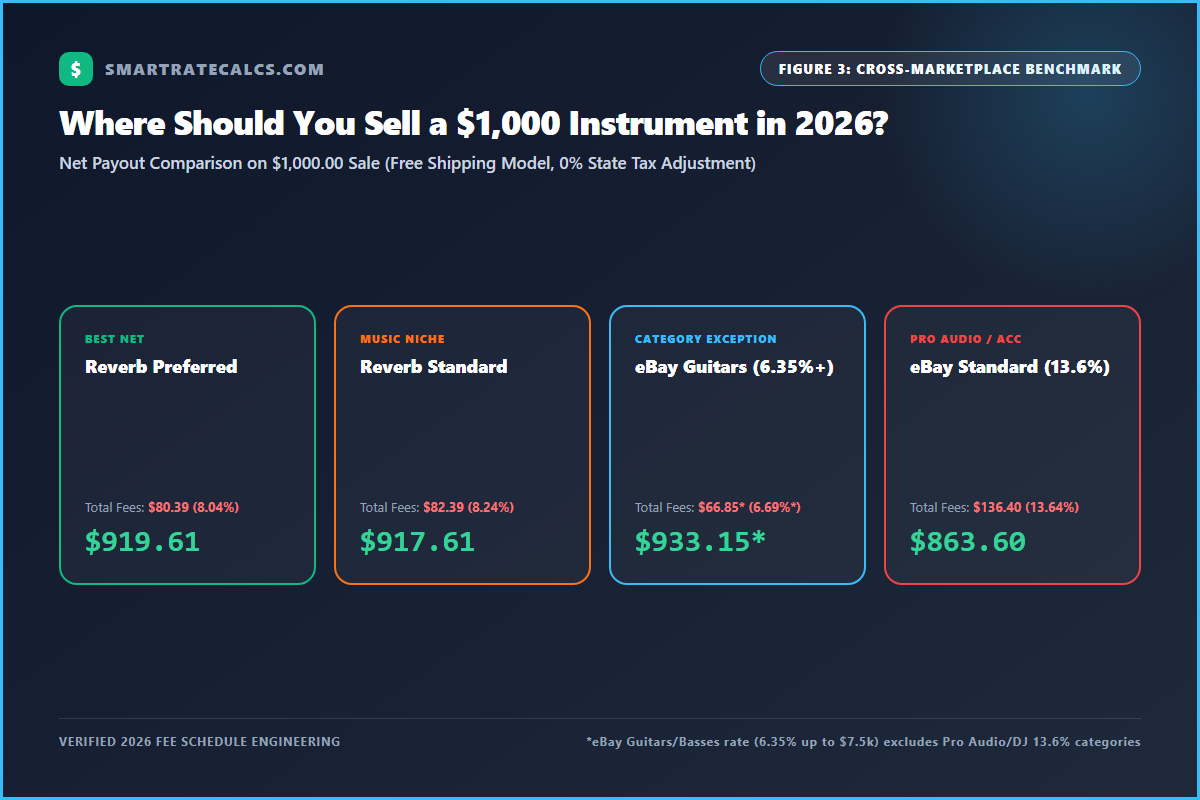 $
SMARTRATECALCS.COM
FIGURE 3: CROSS-MARKETPLACE BENCHMARK
Where Should You Sell a $1,000 Instrument in 2026?
Net Payout Comparison on $1,000.00 Sale (Free Shipping Model, 0% State Tax Adjustment)
BEST NET
Reverb Preferred
Total Fees: $80.39 (8.04%)
$919.61
MUSIC NICHE
Reverb Standard
Total Fees: $82.39 (8.24%)
$917.61
CATEGORY EXCEPTION
eBay Guitars (6.35%+)
Total Fees: $66.85* (6.69%*)
$933.15*
PRO AUDIO / ACC
eBay Standard (13.6%)
Total Fees: $136.40 (13.64%)
$863.60
VERIFIED 2026 FEE SCHEDULE ENGINEERING
*eBay Guitars/Basses rate (6.35% up to $7.5k) excludes Pro Audio/DJ 13.6% categories